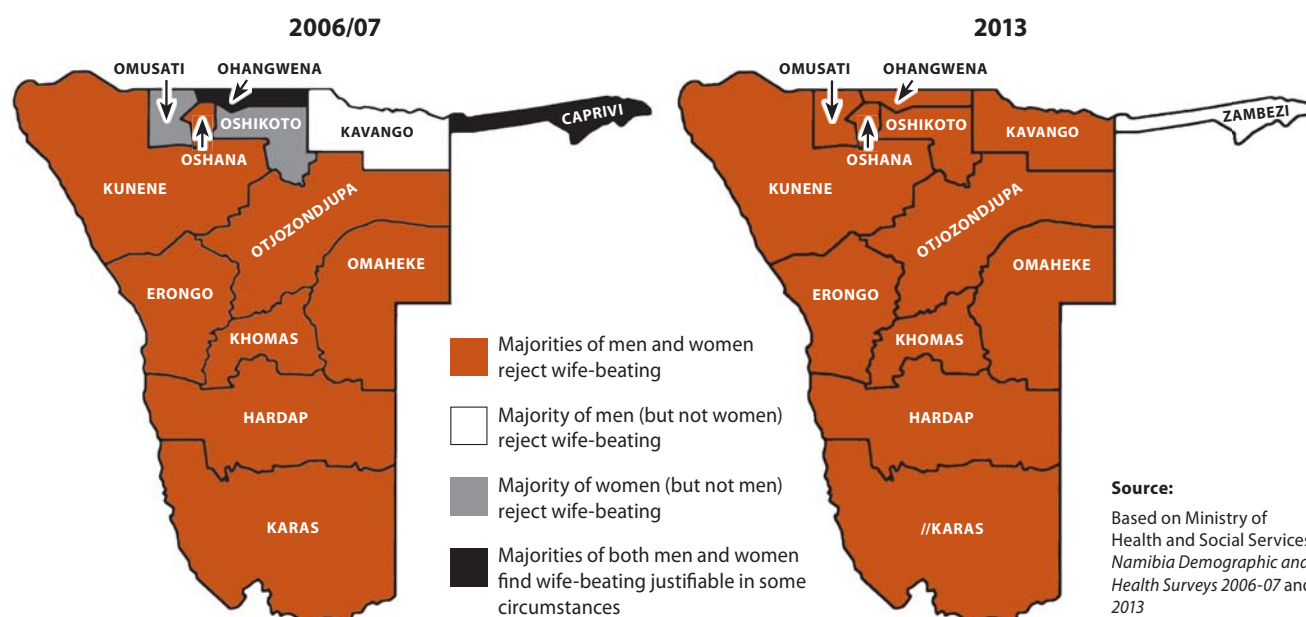 2006/07
OMUSATI
OHANGWENA
OSHIKOTO
CAPRIVI
KAVANGO
OSHANA
KUNENE
OTJOZONDJUPA
OMAHEKE
ERONGO
KHOMAS
HARDAP
KARAS
Majorities of men and women
reject wife-beating
Majority of men (but not women)
reject wife-beating
Majority of women (but not men)
reject wife-beating
Majorities of both men and women
find wife-beating justifiable in some
circumstances
2013
OMUSATI
OHANGWENA
OSHIKOTO
ZAMBEZI
KAVANGO
OSHANA
KUNENE
OTJOZONDJUPA
OMAHEKE
ERONGO
KHOMAS
HARDAP
//KARAS
Source:
Based on Ministry of
Health and Social Services
Namibia Demographic and
Health Surveys 2006-07 and
2013